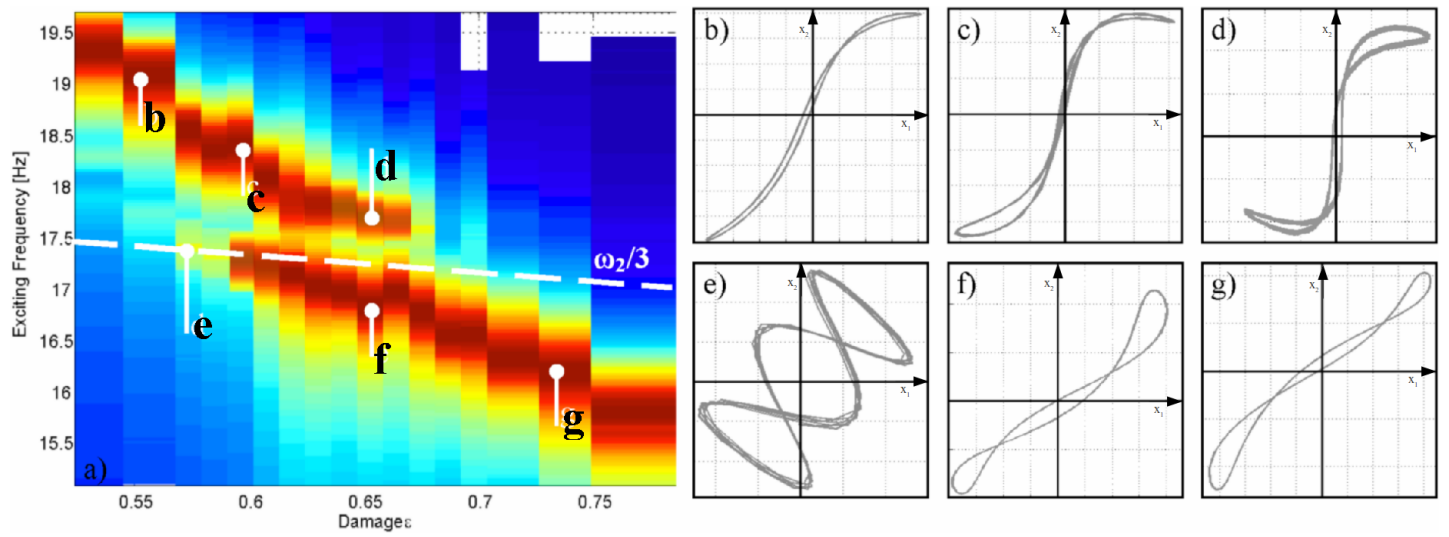 19.5
19
18.5
18
17.5
17
16.5
16
15.5
Exciting Frequency [Hz]
b
c
c
d
e
f
g
g
ω₂/3
a)
0.55
0.6
0.65
0.7
0.75
Damageε
b)
x₂
x₁
c)
x₂
x₁
d)
x₂
x₁
e)
x₂
x₁
f)
x₂
x₁
g)
x₂
x₁